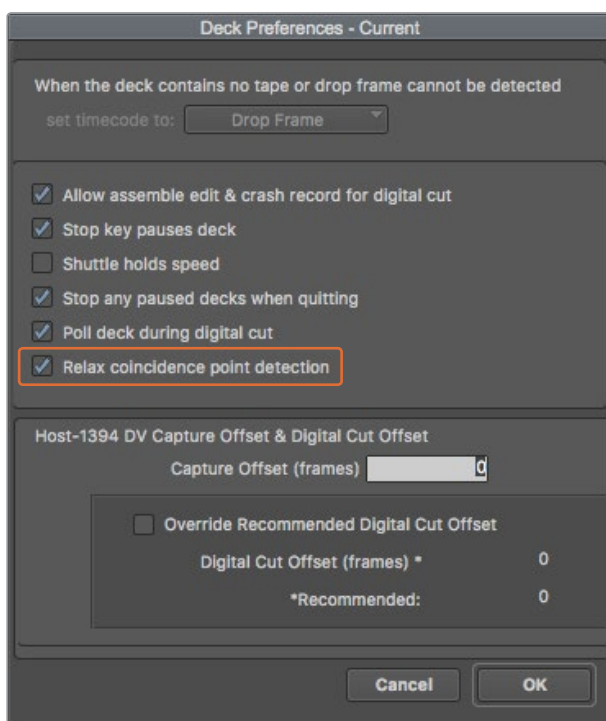 Deck Preferences - Current
When the deck contains no tape or drop frame cannot be detected
set timecode to: Drop Frame
Allow assemble edit & crash record for digital cut
Stop key pauses deck
Shuttle holds speed
Stop any paused decks when quitting
Poll deck during digital cut
Relax coincidence point detection
Host-1394 DV Capture Offset & Digital Cut Offset
Capture Offset (frames) 0
Override Recommended Digital Cut Offset
Digital Cut Offset (frames) * 0
*Recommended: 0
Cancel OK